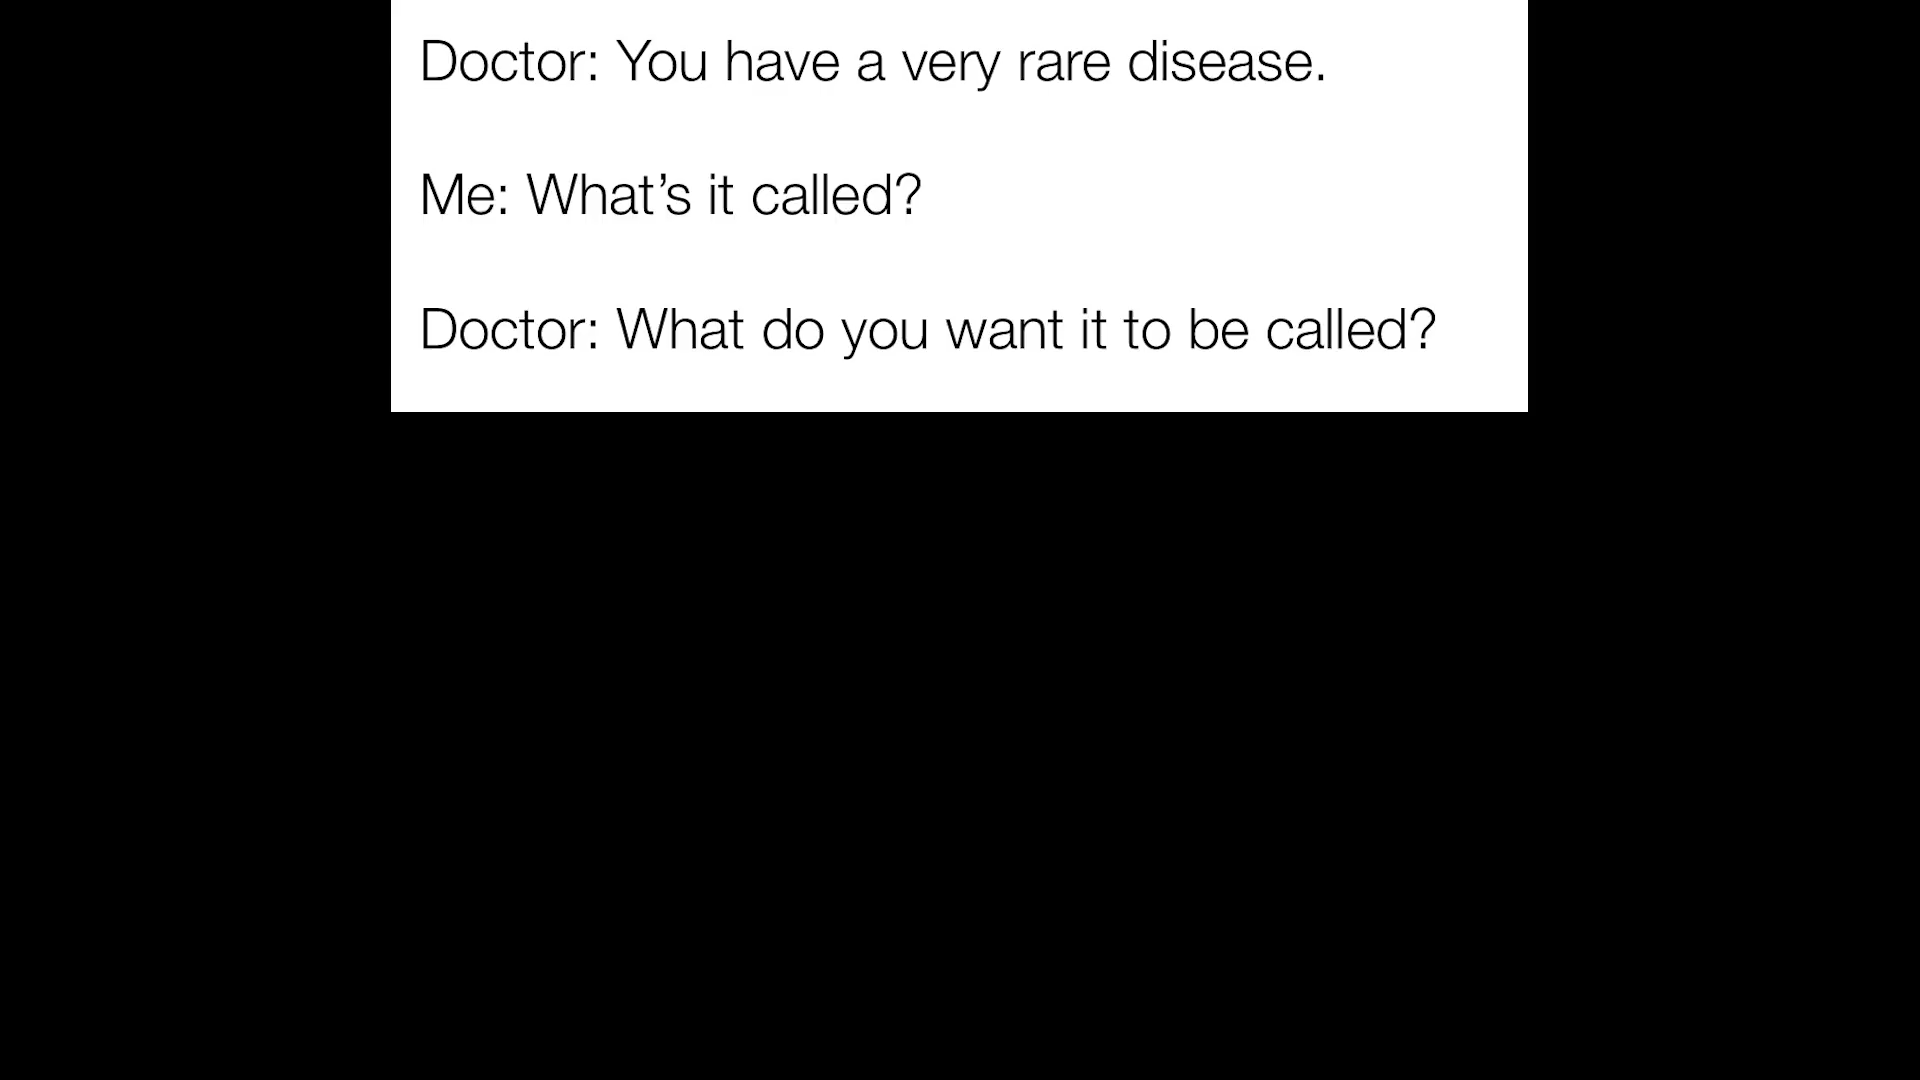 Doctor: You have a very rare disease.
Me: What’s it called?
Doctor: What do you want it to be called?